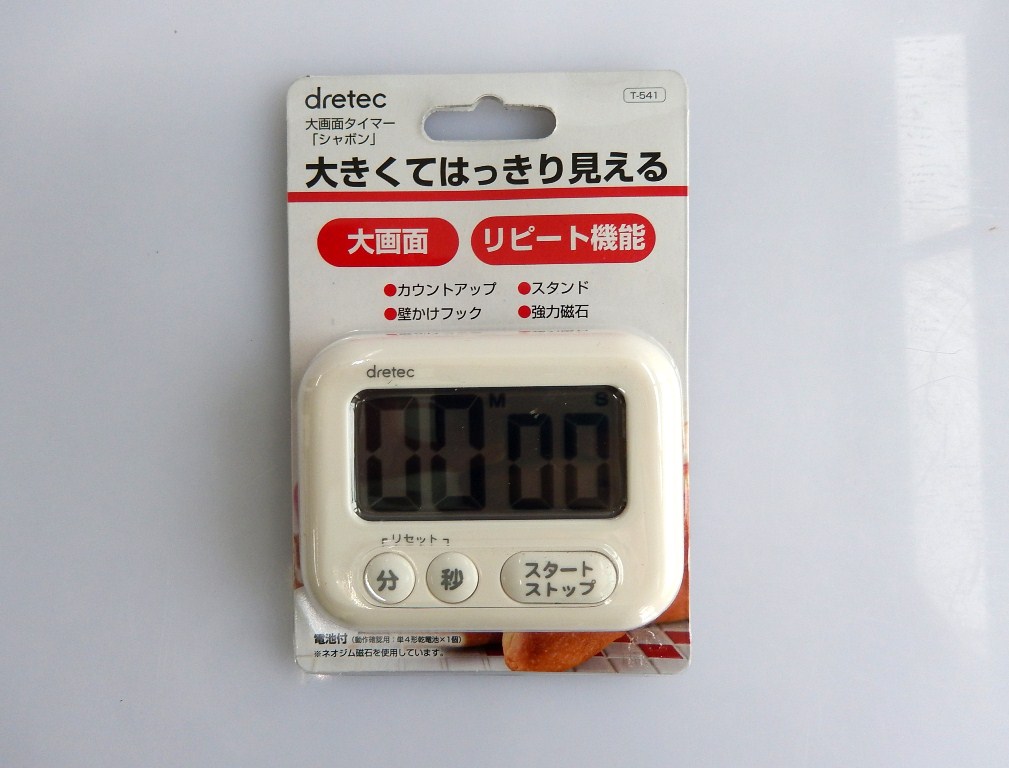 dretec
T-541
大画面タイマー
「シャボン」
大きくてはっきり見える
大画面 リピート機能
●カウントアップ ●スタンド
●壁かけフック ●強力磁石
dretec
M S
00 00
リセット
分 秒 スタート
ストップ
電池付(動作確認用:単4形乾電池×1個)
※ネオジム磁石を使用しています。